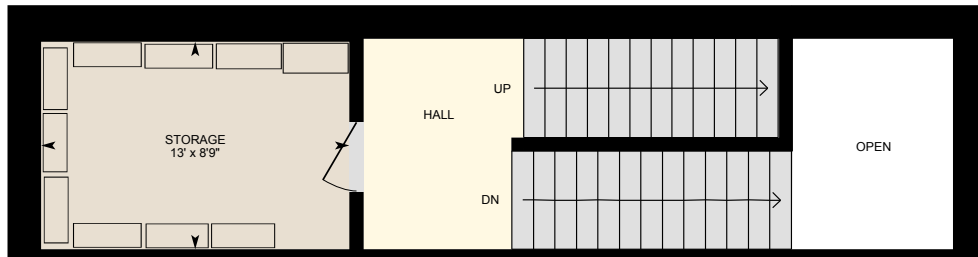 UP
HALL
STORAGE
13' x 8'9"
OPEN
DN